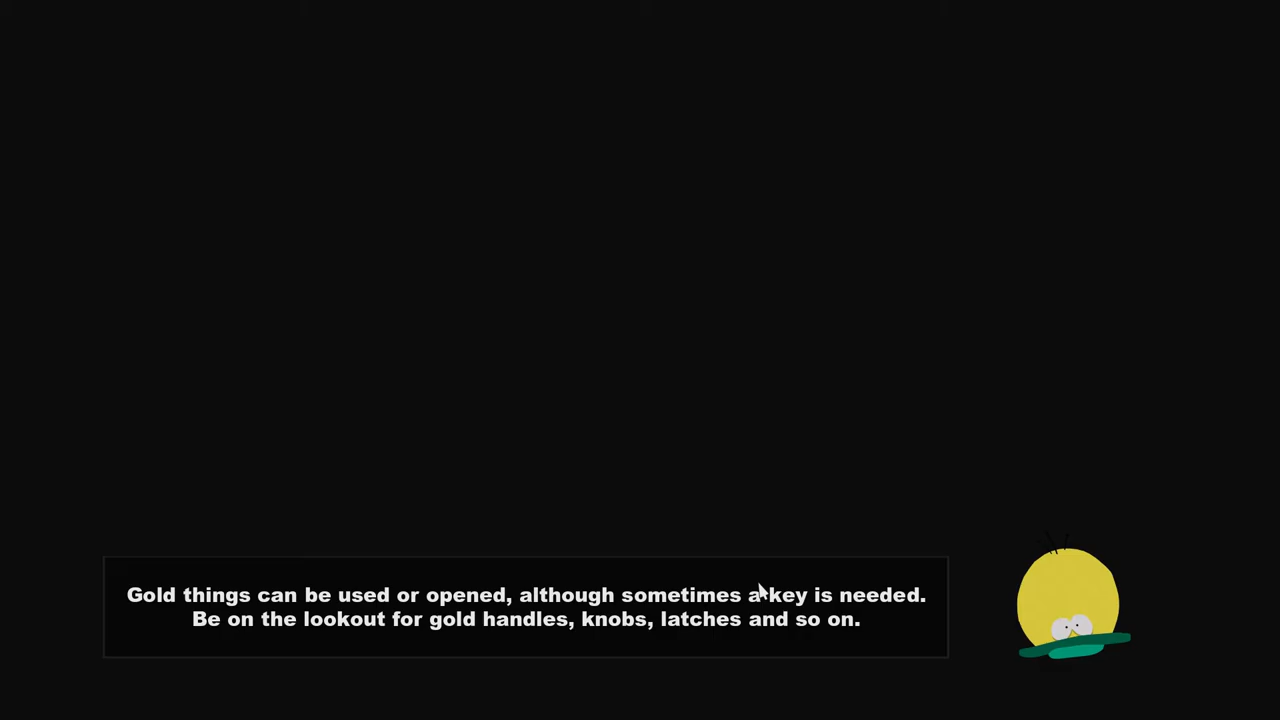 Gold things can be used or opened, although sometimes a key is needed.
Be on the lookout for gold handles, knobs, latches and so on.